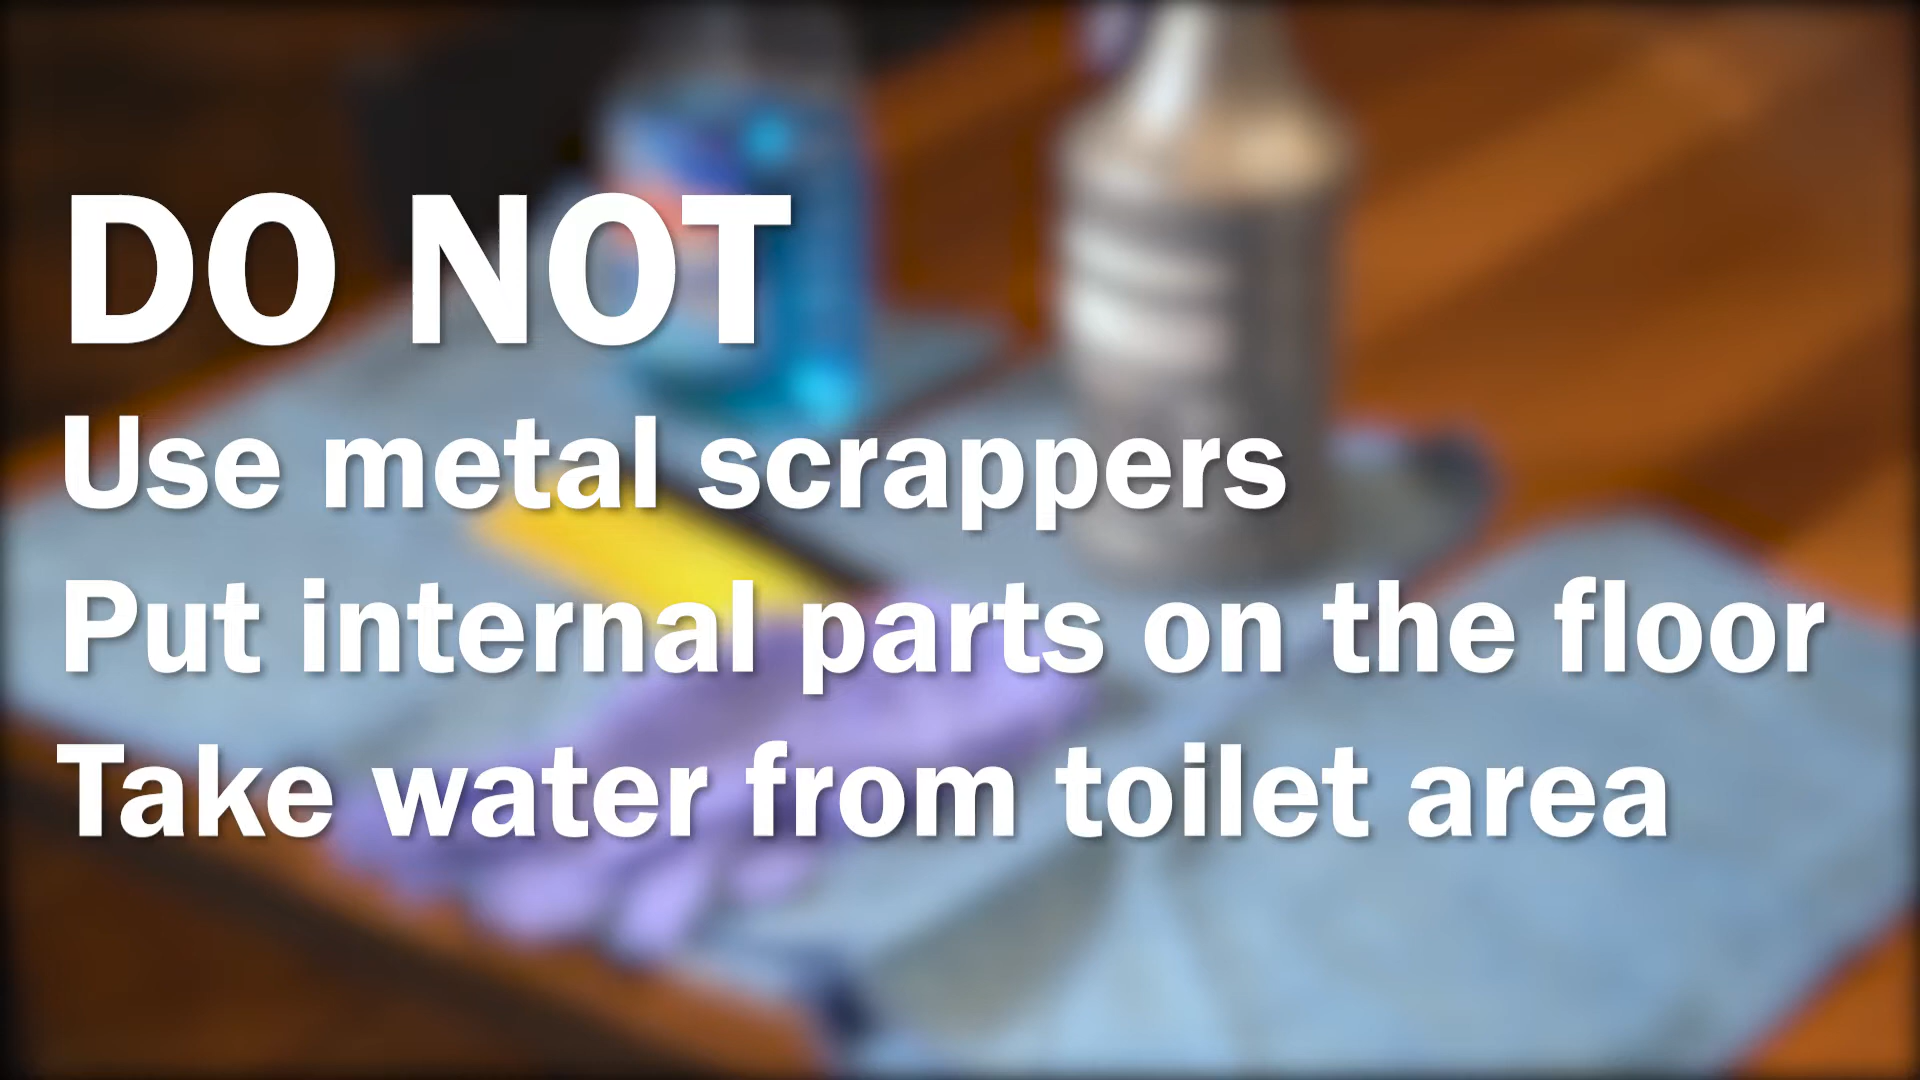 DO NOT
Use metal scrappers
Put internal parts on the floor
Take water from toilet area